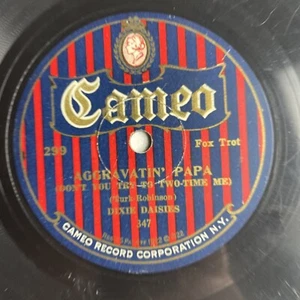 Cameo
299
Fox Trot
AGGRAVATIN' PAPA
(DON'T YOU TRY TO TWO-TIME ME)
(Turk Robinson)
DIXIE DAISIES
347
CAMEO RECORD CORPORATION N.Y.